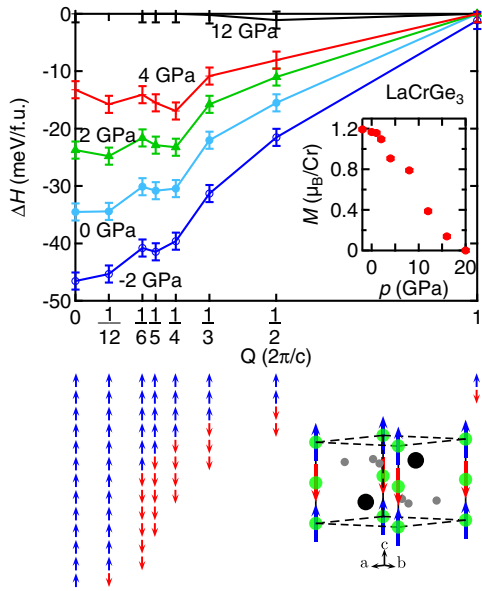 0
-10
-20
-30
-40
-50
ΔH (meV/f.u.)
12 GPa
4 GPa
2 GPa
0 GPa
-2 GPa
LaCrGe3
1.2
0.8
0.4
0
M (μB/Cr)
0 10 20
p (GPa)
0 1/12 1/6 1/5 1/4 1/3 1/2 1
Q (2π/c)
c
a b